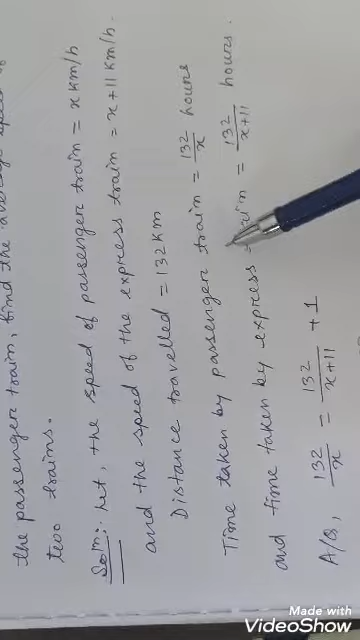 the passenger train, find the average speed of
two trains.
Som: Let, the speed of passenger train = x km/h
and the speed of the express train = x+11 km/h.
Distance travelled = 132 km
Time taken by passenger train = 132/x hours
and time taken by express = 132/x+11 hours.
A/Q, 132/x = 132/x+11 + 1
Made with
VideoShow